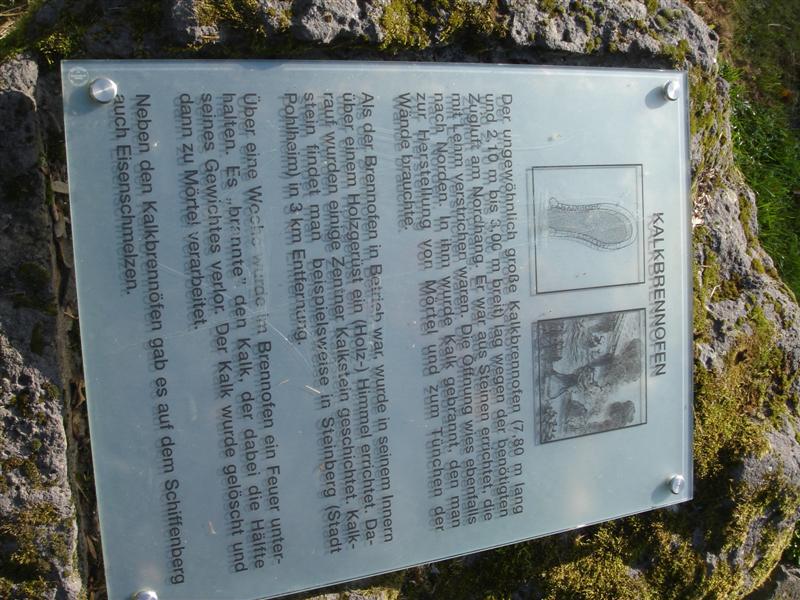 KALKBRENNOFEN
Der ungewöhnlich große Kalkbrennofen (7,80 m lang
und 2,10 m bis 3,00 m breit) lag wegen der benötigten
Zugluft am Nordhang. Er war aus Steinen errichtet, die
mit Lehm verstrichen waren. Die Öffnung wies ebenfalls
nach Norden. In ihm wurde Kalk gebrannt, den man
zur Herstellung von Mörtel und zum Tünchen der
Wände brauchte.
Als der Brennofen in Betrieb war, wurde in seinem Innern
über einem Holzgerüst ein (Holz-) Himmel errichtet. Da-
rauf wurden einige Zentner Kalkstein geschichtet. Kalk-
stein findet man beispielsweise in Steinberg (Stadt
Pohlheim) in 3 km Entfernung.
Über eine Woche wurde im Brennofen ein Feuer unter-
halten. Es „brannte" den Kalk, der dabei die Hälfte
seines Gewichtes verlor. Der Kalk wurde gelöscht und
dann zu Mörtel verarbeitet.
Neben den Kalkbrennöfen gab es auf dem Schiffenberg
auch Eisenschmelzen.